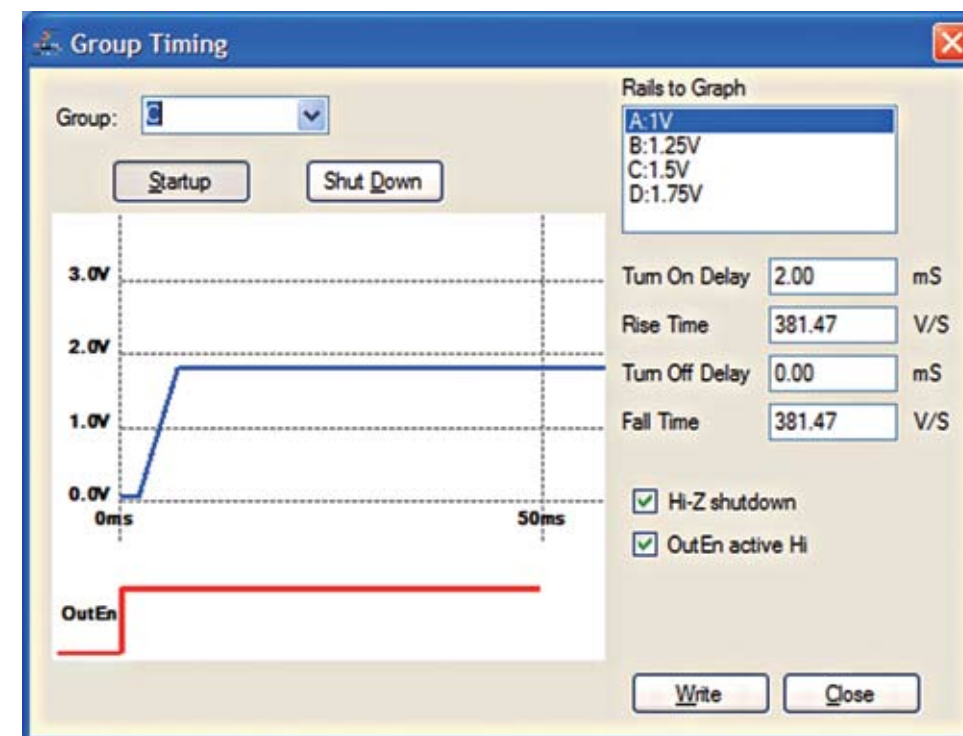 Group Timing
Group: C
Startup
Shut Down
3.0V
2.0V
1.0V
0.0V
0ms
50ms
OutEn
Rails to Graph
A:1V
B:1.25V
C:1.5V
D:1.75V
Turn On Delay 2.00 mS
Rise Time 381.47 V/S
Turn Off Delay 0.00 mS
Fall Time 381.47 V/S
Hi-Z shutdown
OutEn active Hi
Write
Close